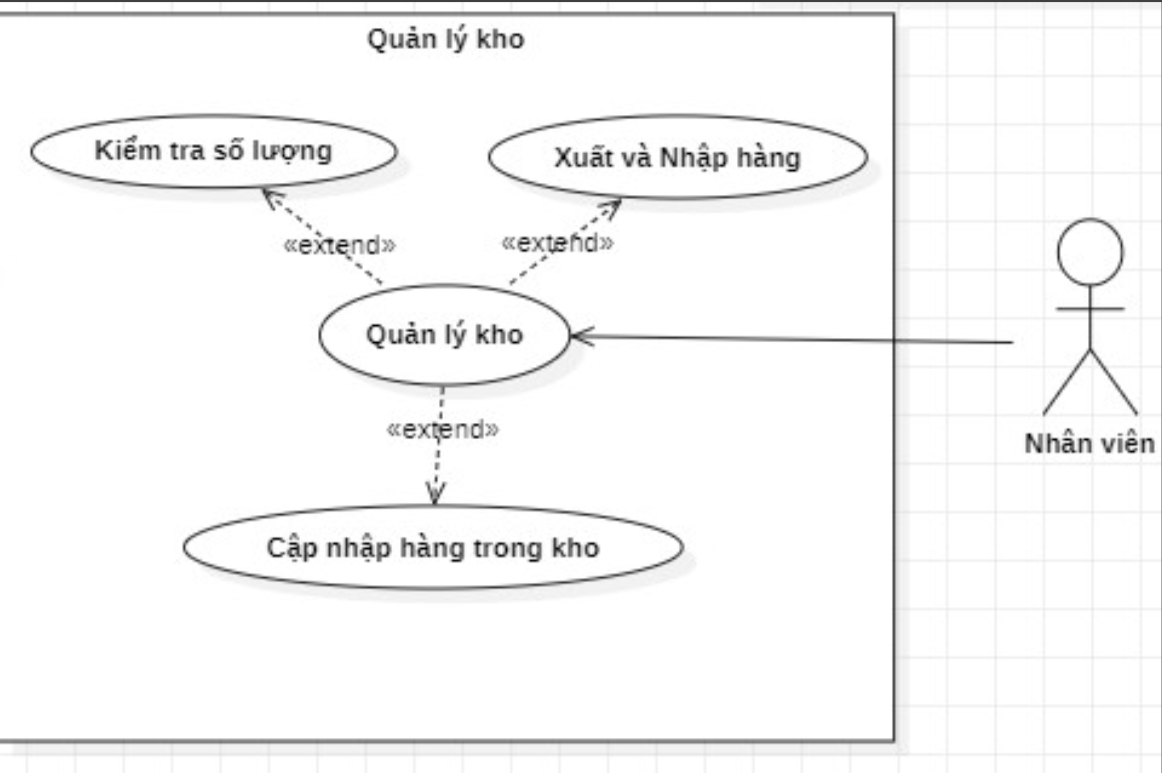 Quản lý kho
Kiểm tra số lượng
Xuất và Nhập hàng
«extend»
«extend»
Quản lý kho
«extend»
Nhân viên
Cập nhập hàng trong kho